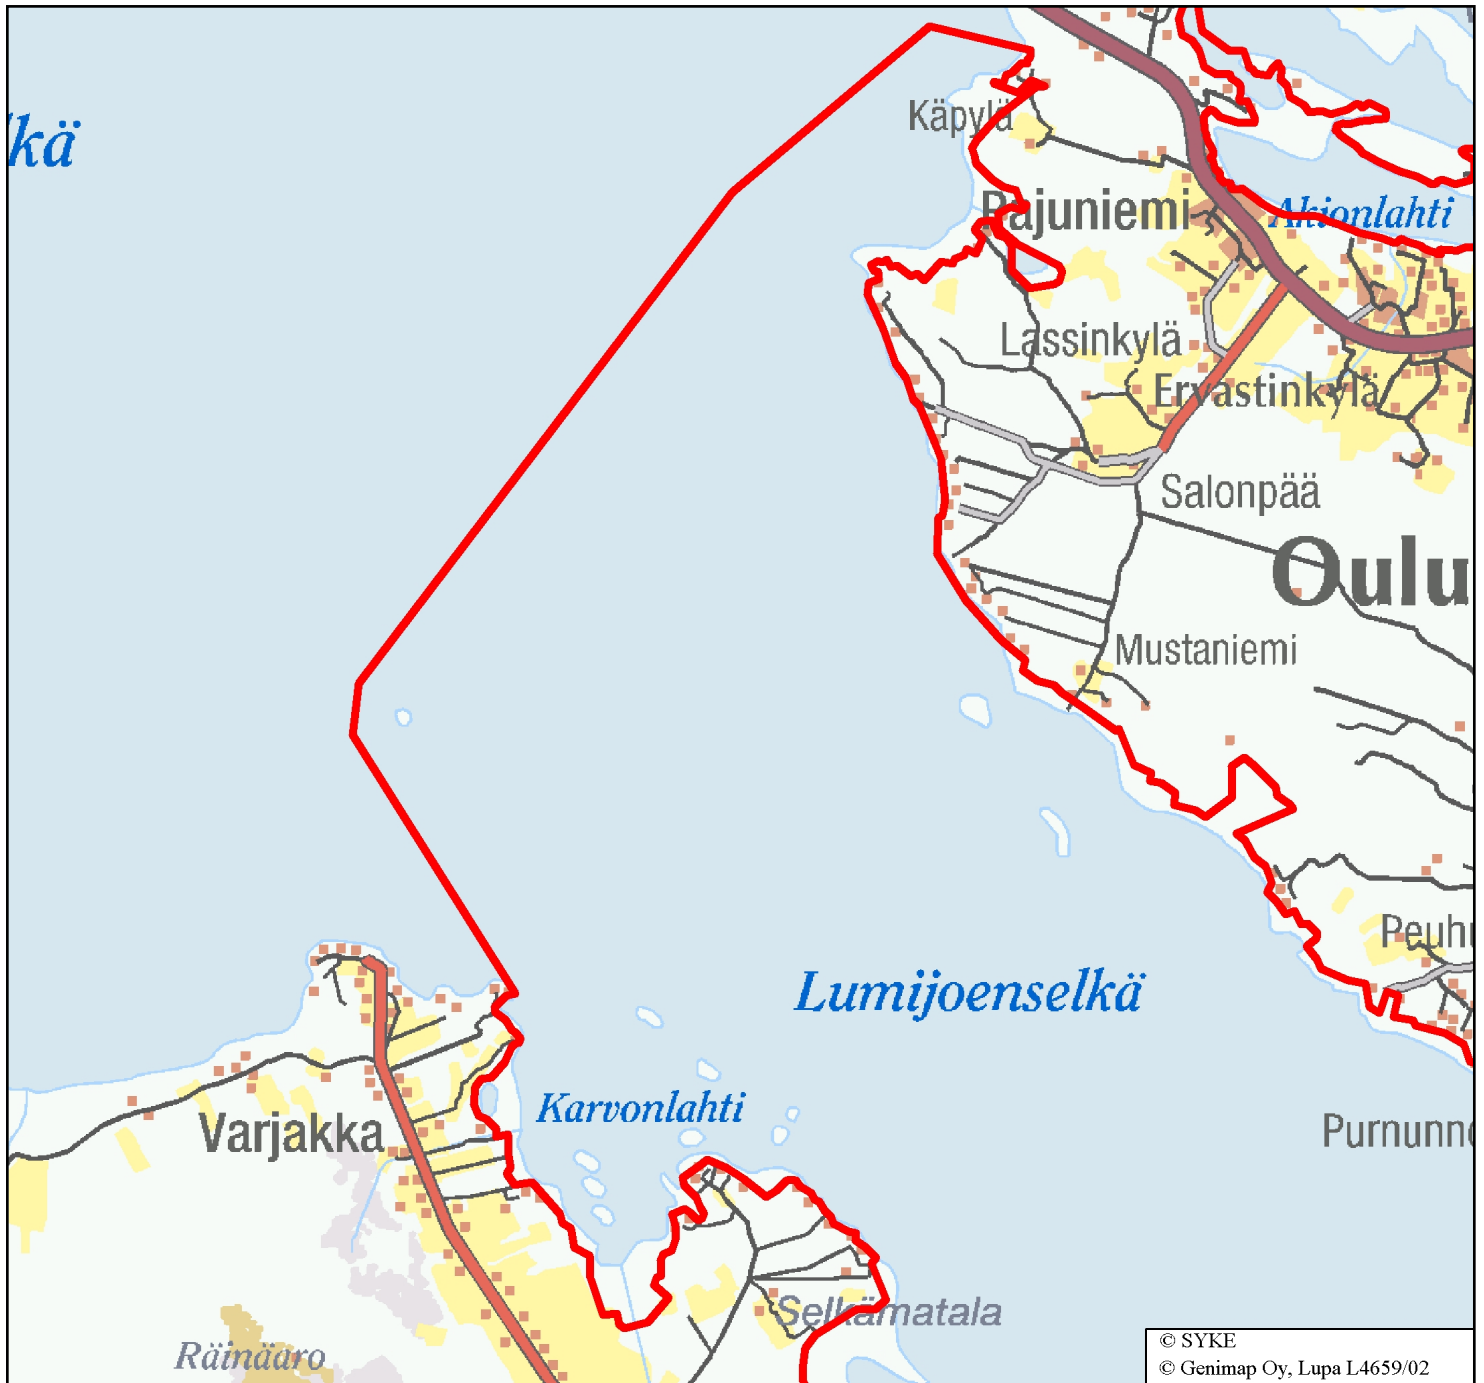 Käpylä
kä
Pajuniemi
Akionlahti
Lassinkylä
Ervastinkylä
Salonpää
Oulu
Mustaniemi
Peuh
Lumijoenselkä
Karvonlahti
Varjakka
Purnunn
Selkämatala
Räinäaro
© SYKE
© Genimap Oy, Lupa L4659/02